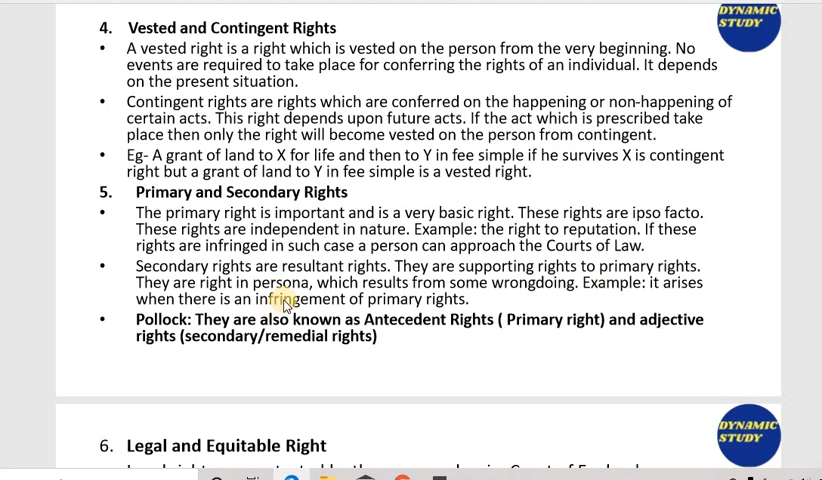 DYNAMIC
STUDY
4. Vested and Contingent Rights
• A vested right is a right which is vested on the person from the very beginning. No
events are required to take place for conferring the rights of an individual. It depends
on the present situation.
• Contingent rights are rights which are conferred on the happening or non-happening of
certain acts. This right depends upon future acts. If the act which is prescribed take
place then only the right will become vested on the person from contingent.
• Eg- A grant of land to X for life and then to Y in fee simple if he survives X is contingent
right but a grant of land to Y in fee simple is a vested right.
5. Primary and Secondary Rights
• The primary right is important and is a very basic right. These rights are ipso facto.
These rights are independent in nature. Example: the right to reputation. If these
rights are infringed in such case a person can approach the Courts of Law.
• Secondary rights are resultant rights. They are supporting rights to primary rights.
They are right in persona, which results from some wrongdoing. Example: it arises
when there is an infringement of primary rights.
• Pollock: They are also known as Antecedent Rights ( Primary right) and adjective
rights (secondary/remedial rights)
DYNAMIC
STUDY
6. Legal and Equitable Right